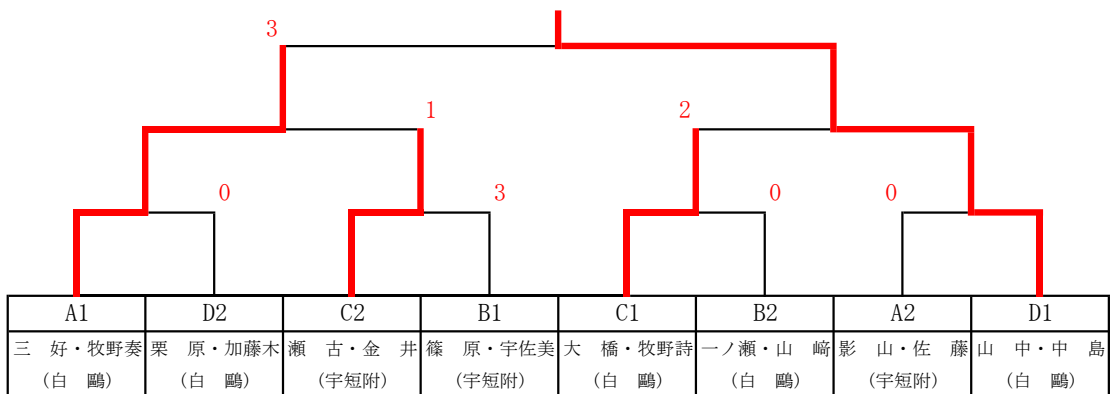 3
1 2
0 3 0 0
A1 D2 C2 B1 C1 B2 A2 D1
三　好・牧野奏 栗　原・加藤木 瀬　古・金　井 篠　原・宇佐美 大　橋・牧野詩 一ノ瀬・山　﨑 影　山・佐　藤 山　中・中　島
(白　鷗) (白　鷗) (宇短附) (宇短附) (白　鷗) (白　鷗) (宇短附) (白　鷗)